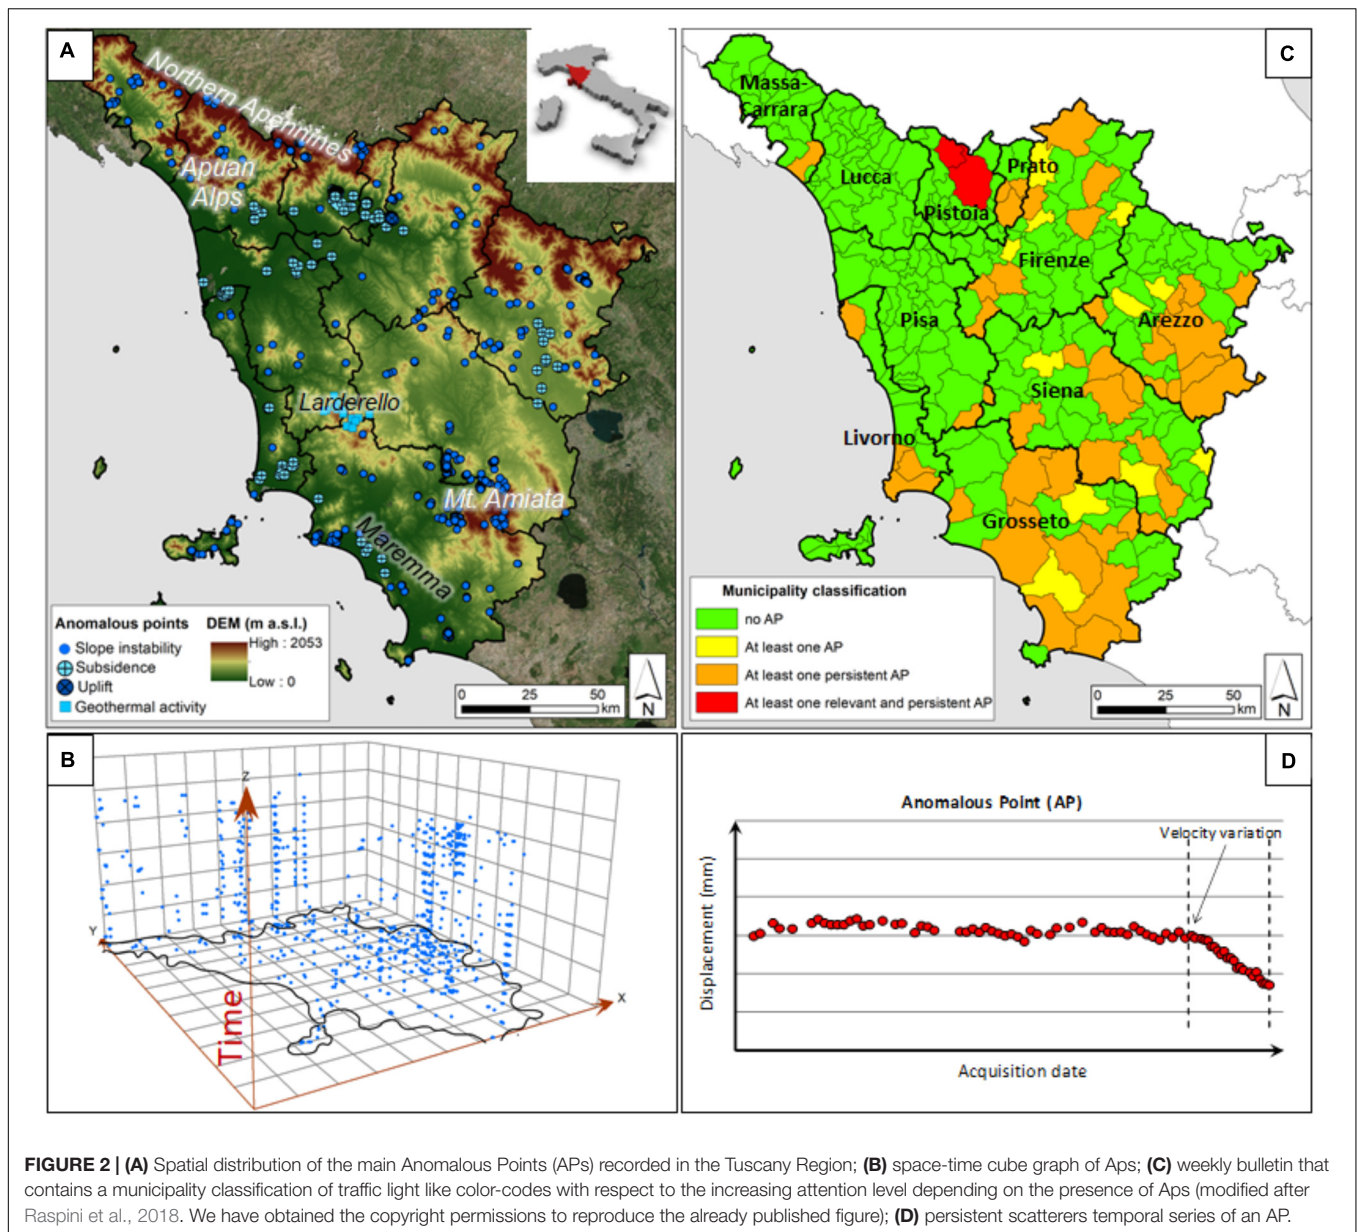 A
Northern Apennines
Apuan
Alps
Larderello
Mt. Amiata
Maremma
Anomalous points
Slope instability
Subsidence
Uplift
Geothermal activity
DEM (m a.s.l.)
High : 2053
Low : 0
0 25 50
km
N
C
Massa-
Carrara
Lucca
Prato
Pistoia
Firenze
Pisa
Arezzo
Siena
Livorno
Grosseto
Municipality classification
no AP
At least one AP
At least one persistent AP
At least one relevant and persistent AP
0 25 50
km
N
B
Z
Y
X
Time
D
Anomalous Point (AP)
Velocity variation
Displacement (mm)
Acquisition date
FIGURE 2 | (A) Spatial distribution of the main Anomalous Points (APs) recorded in the Tuscany Region; (B) space-time cube graph of Aps; (C) weekly bulletin that
contains a municipality classification of traffic light like color-codes with respect to the increasing attention level depending on the presence of Aps (modified after
Raspini et al., 2018. We have obtained the copyright permissions to reproduce the already published figure); (D) persistent scatterers temporal series of an AP.